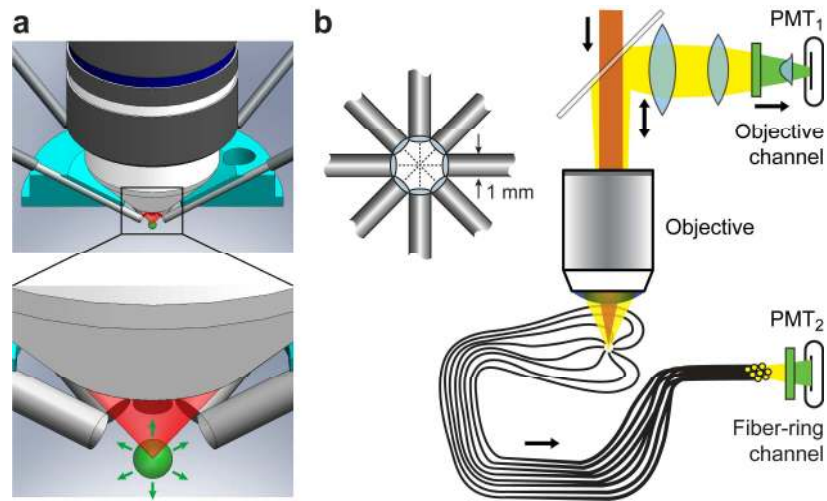 a
b
PMT1
Objective
channel
1 mm
Objective
PMT2
Fiber-ring
channel